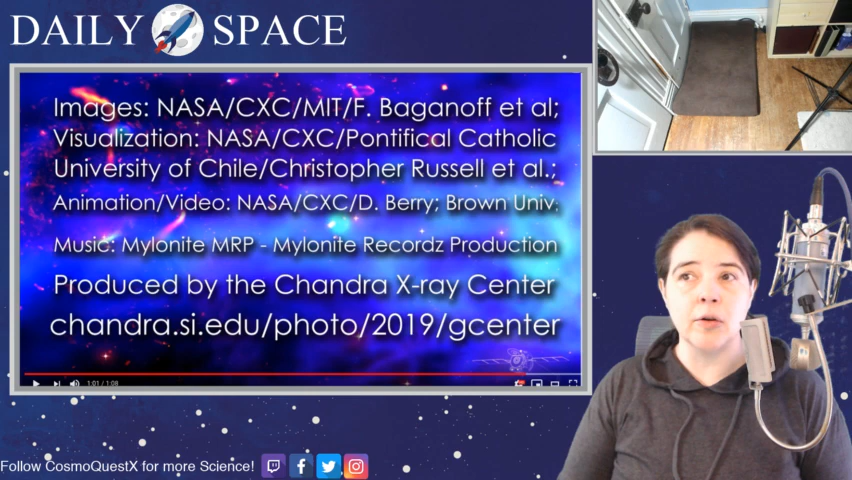 DAILY SPACE
Images: NASA/CXC/MIT/F. Baganoff et al;
Visualization: NASA/CXC/Pontifical Catholic
University of Chile/Christopher Russell et al.;
Animation/Video: NASA/CXC/D. Berry; Brown Univ.
Music: Mylonite MRP - Mylonite Recordz Production
Produced by the Chandra X-ray Center
chandra.si.edu/photo/2019/gcenter
1:01 / 1:08
Follow CosmoQuestX for more Science!